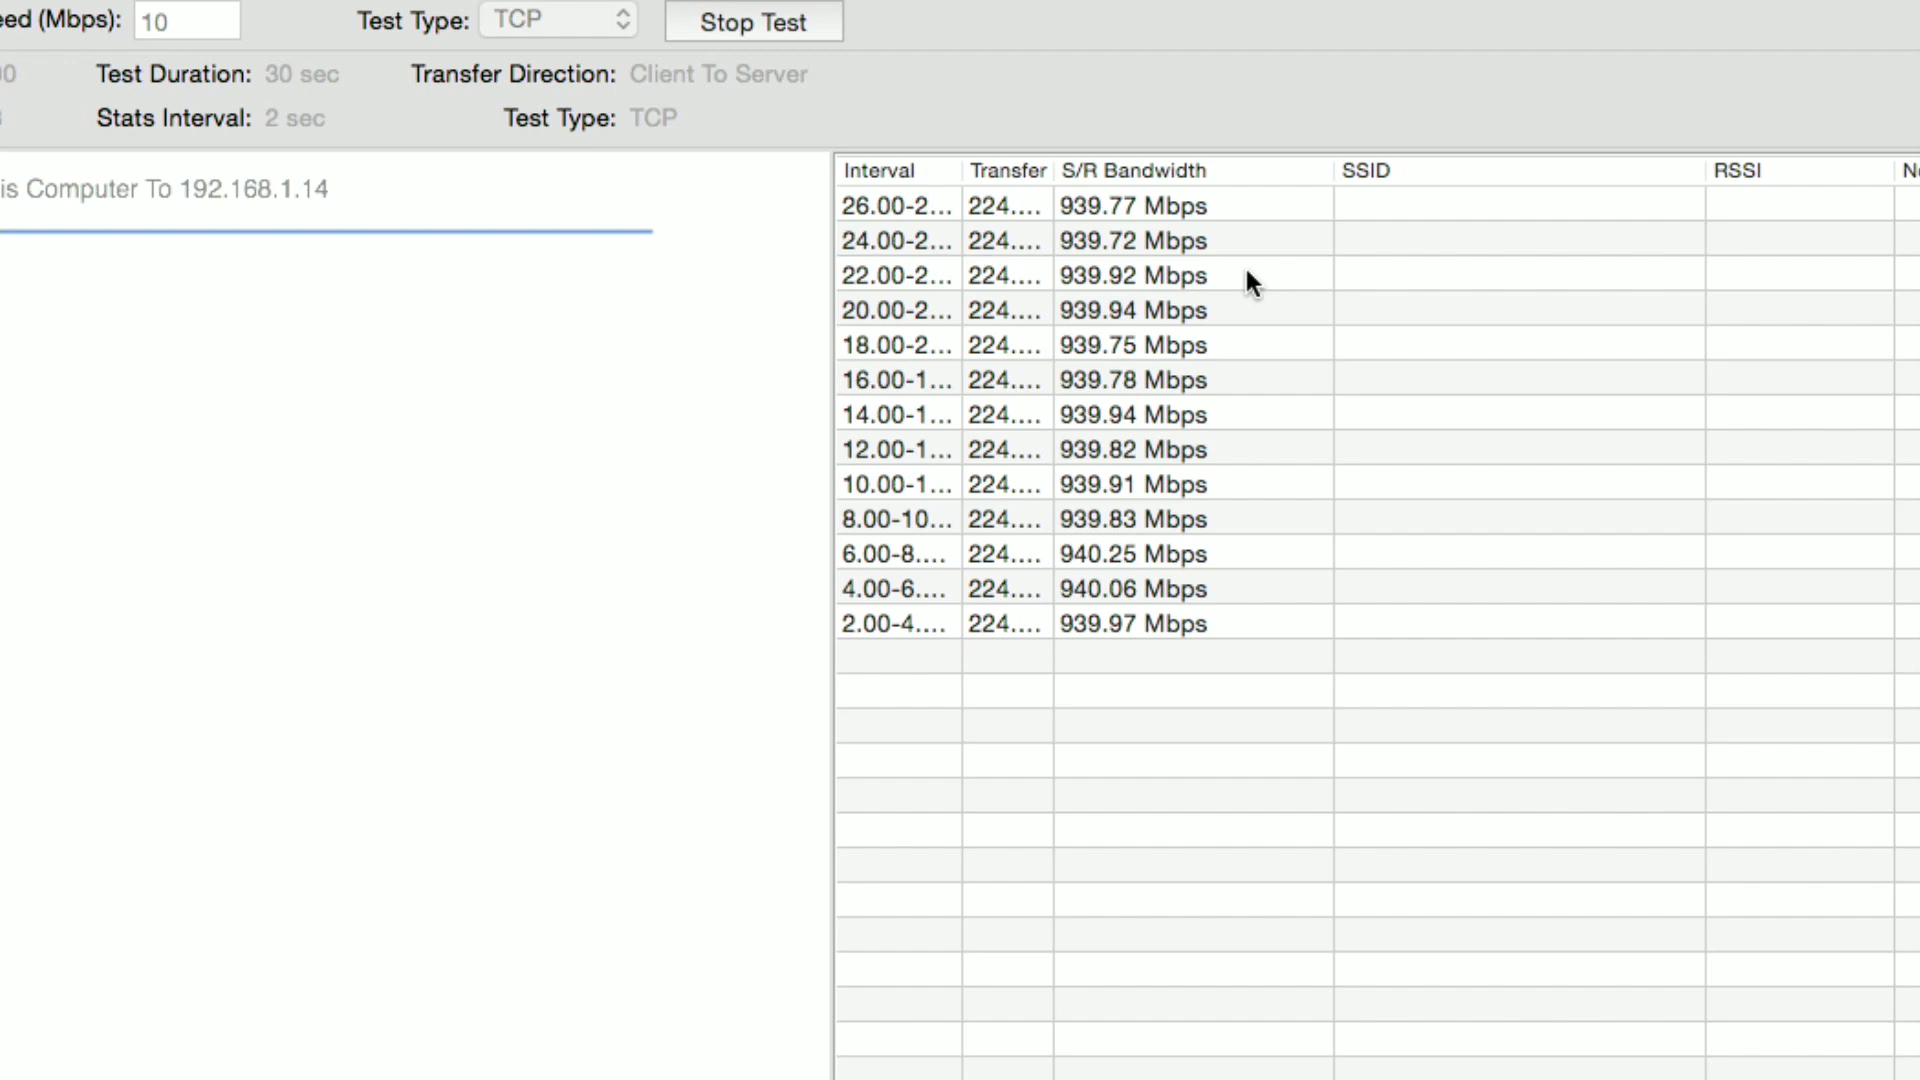 eed (Mbps): 10 Test Type: TCP Stop Test
00 Test Duration: 30 sec Transfer Direction: Client To Server
Stats Interval: 2 sec Test Type: TCP
is Computer To 192.168.1.14
Interval Transfer S/R Bandwidth SSID RSSI No
26.00-2... 224.... 939.77 Mbps
24.00-2... 224.... 939.72 Mbps
22.00-2... 224.... 939.92 Mbps
20.00-2... 224.... 939.94 Mbps
18.00-2... 224.... 939.75 Mbps
16.00-1... 224.... 939.78 Mbps
14.00-1... 224.... 939.94 Mbps
12.00-1... 224.... 939.82 Mbps
10.00-1... 224.... 939.91 Mbps
8.00-10... 224.... 939.83 Mbps
6.00-8.... 224.... 940.25 Mbps
4.00-6.... 224.... 940.06 Mbps
2.00-4.... 224.... 939.97 Mbps